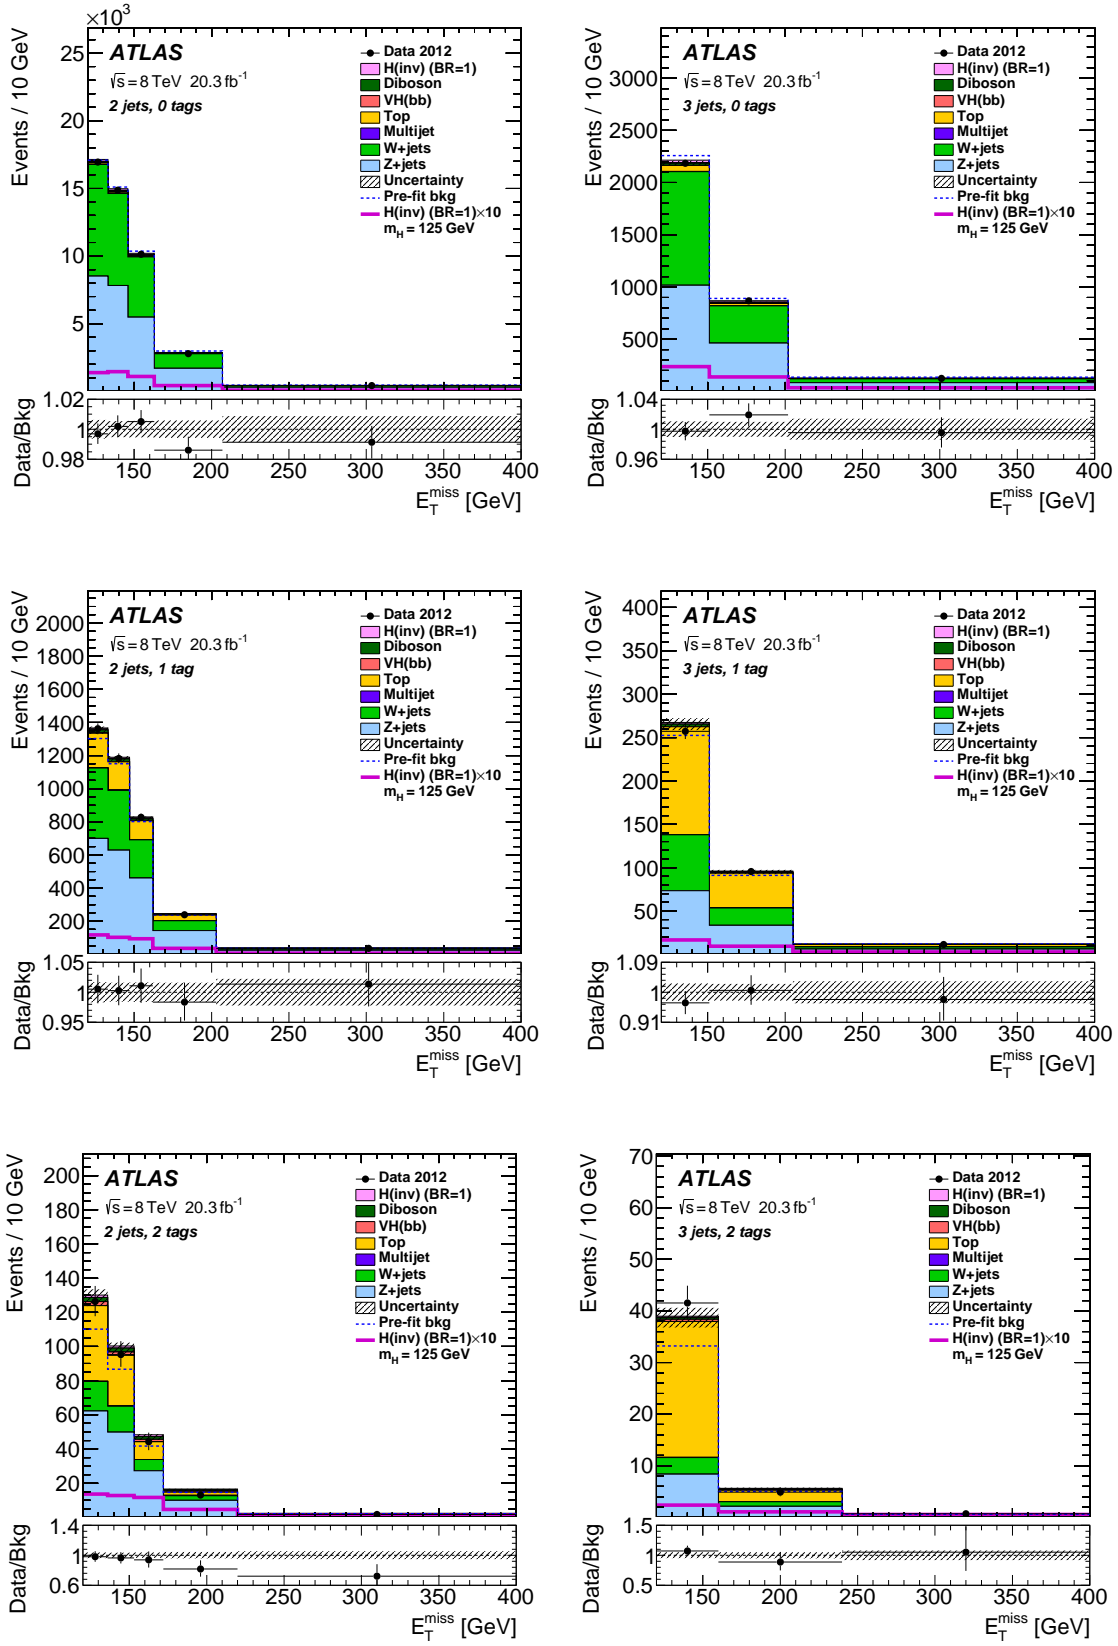 ×10³
Events / 10 GeV
25
20
15
10
5
ATLAS
√s = 8 TeV 20.3 fb⁻¹
2 jets, 0 tags
Data 2012
H(inv) (BR=1)
Diboson
VH(bb)
Top
Multijet
W+jets
Z+jets
Uncertainty
Pre-fit bkg
H(inv) (BR=1)×10
m_H = 125 GeV
Data/Bkg
1.02
1
0.98
150 200 250 300 350 400
E_T^miss [GeV]
Events / 10 GeV
3000
2500
2000
1500
1000
500
ATLAS
√s = 8 TeV 20.3 fb⁻¹
3 jets, 0 tags
Data 2012
H(inv) (BR=1)
Diboson
VH(bb)
Top
Multijet
W+jets
Z+jets
Uncertainty
Pre-fit bkg
H(inv) (BR=1)×10
m_H = 125 GeV
Data/Bkg
1.04
1
0.96
150 200 250 300 350 400
E_T^miss [GeV]
Events / 10 GeV
2000
1800
1600
1400
1200
1000
800
600
400
200
ATLAS
√s = 8 TeV 20.3 fb⁻¹
2 jets, 1 tag
Data 2012
H(inv) (BR=1)
Diboson
VH(bb)
Top
Multijet
W+jets
Z+jets
Uncertainty
Pre-fit bkg
H(inv) (BR=1)×10
m_H = 125 GeV
Data/Bkg
1.05
1
0.95
150 200 250 300 350 400
E_T^miss [GeV]
Events / 10 GeV
400
350
300
250
200
150
100
50
ATLAS
√s = 8 TeV 20.3 fb⁻¹
3 jets, 1 tag
Data 2012
H(inv) (BR=1)
Diboson
VH(bb)
Top
Multijet
W+jets
Z+jets
Uncertainty
Pre-fit bkg
H(inv) (BR=1)×10
m_H = 125 GeV
Data/Bkg
1.09
1
0.91
150 200 250 300 350 400
E_T^miss [GeV]
Events / 10 GeV
200
180
160
140
120
100
80
60
40
20
ATLAS
√s = 8 TeV 20.3 fb⁻¹
2 jets, 2 tags
Data 2012
H(inv) (BR=1)
Diboson
VH(bb)
Top
Multijet
W+jets
Z+jets
Uncertainty
Pre-fit bkg
H(inv) (BR=1)×10
m_H = 125 GeV
Data/Bkg
1.4
1
0.6
150 200 250 300 350 400
E_T^miss [GeV]
Events / 10 GeV
70
60
50
40
30
20
10
ATLAS
√s = 8 TeV 20.3 fb⁻¹
3 jets, 2 tags
Data 2012
H(inv) (BR=1)
Diboson
VH(bb)
Top
Multijet
W+jets
Z+jets
Uncertainty
Pre-fit bkg
H(inv) (BR=1)×10
m_H = 125 GeV
Data/Bkg
1.5
1
0.5
150 200 250 300 350 400
E_T^miss [GeV]